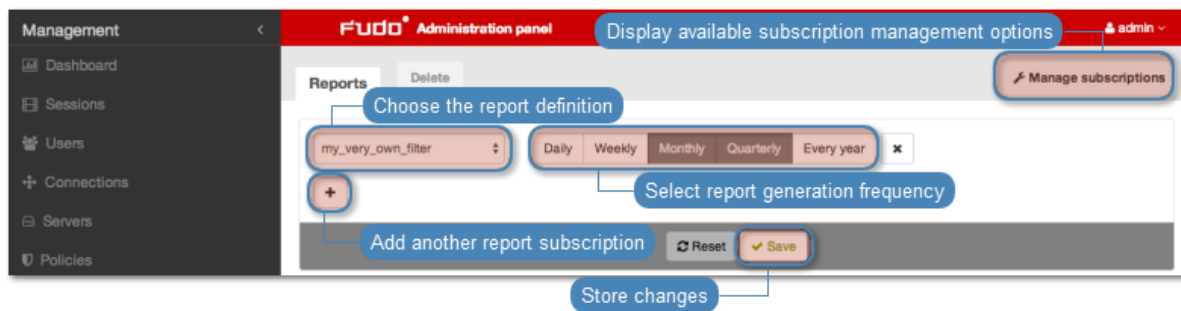 Management
FUDO Administration panel
Display available subscription management options
admin
Dashboard
Reports
Delete
Manage subscriptions
Sessions
Choose the report definition
Users
my_very_own_filter
Daily
Weekly
Monthly
Quarterly
Every year
Connections
Select report generation frequency
Servers
Add another report subscription
Reset
Save
Policies
Store changes